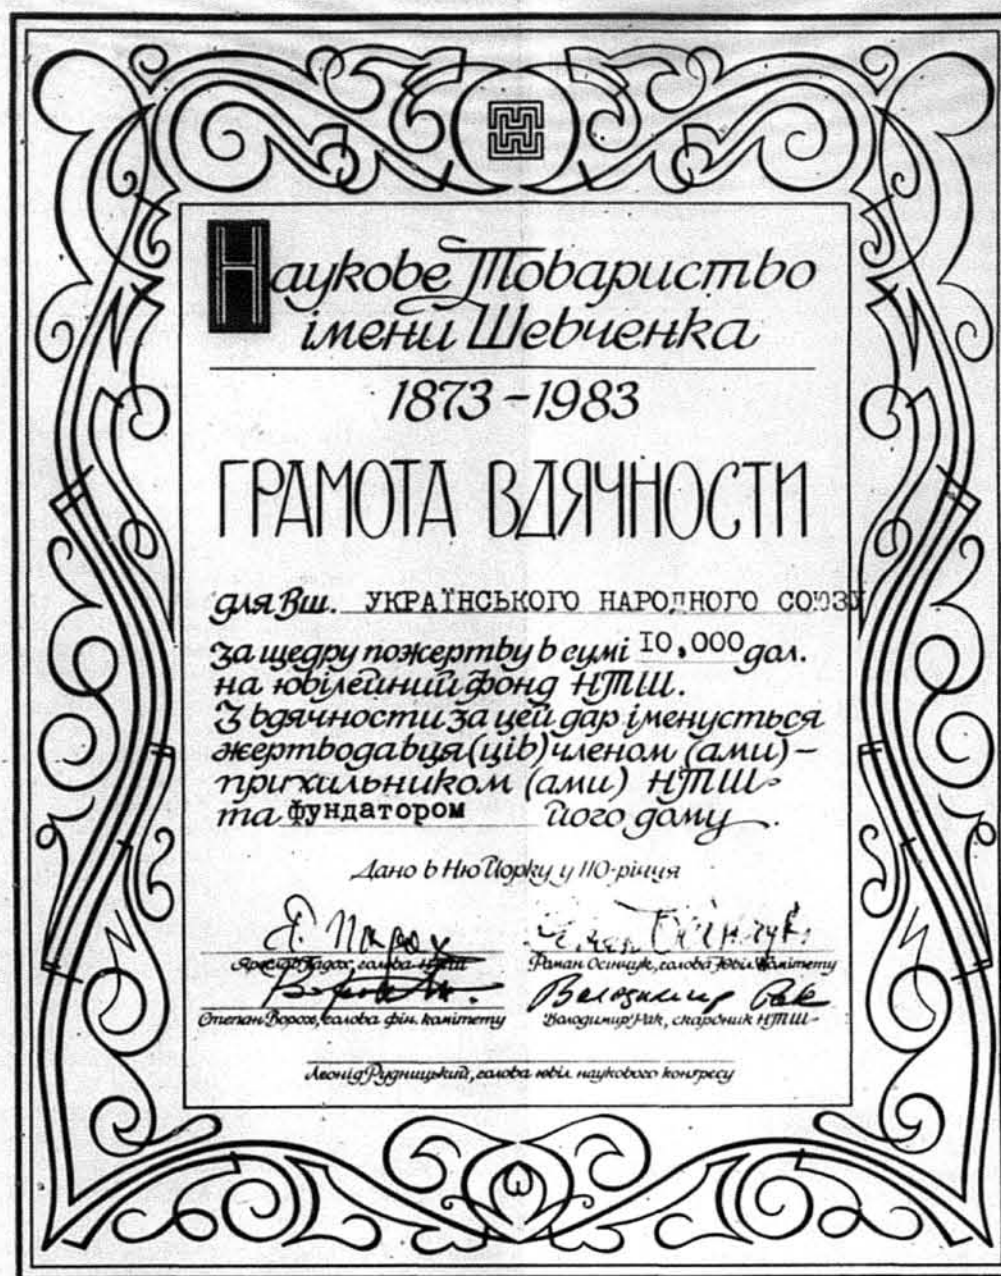 Наукове Товариство
імени Шевченка
1873-1983
ГРАМОТА ВДЯЧНОСТИ
для Вш. УКРАЇНСЬКОГО НАРОДНОГО СОЮЗУ
за щедру пожертву в сумі 10,000 дол.
на ювілейний фонд НТШ.
З вдячности за цей дар іменується
жертводавця(ців) членом (ами) –
прихильником (ами) НТШ
та фундатором його дому.
Дано в Ню Йорку у 110-річчя
Ярослав Падох, голова НТШ
Роман Осінчук, голова Ювіл. Комітету
Володимир Рак
Степан Ворох, голова фін. комітету
Володимир Рак, скарбник НТШ
Леонід Рудницький, голова ювіл. наукового конгресу